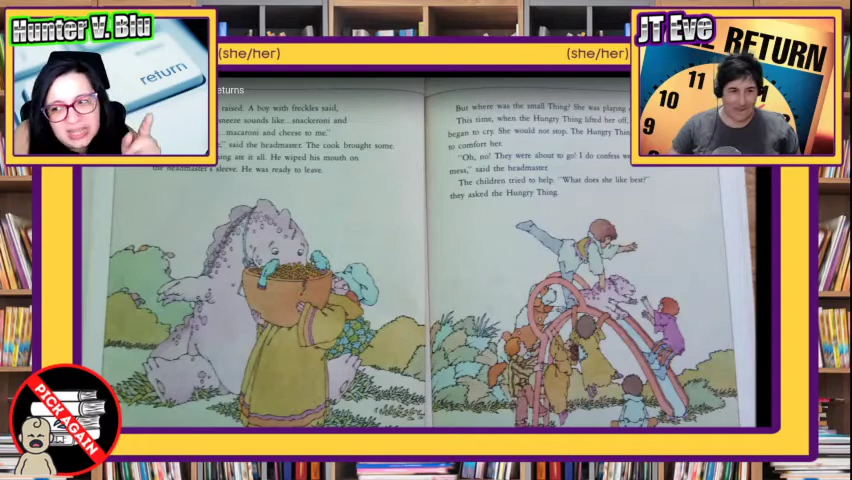 Hunter V. Blu
(she/her)
(she/her)
JT Eve
return
RETURN
11
10
9
8
eturns
raised. A boy with freckles said,
sneeze sounds like...snackeroni and
...macaroni and cheese to me."
said the headmaster. The cook brought some.
ate it all. He wiped his mouth on
the headmaster's sleeve. He was ready to leave.
But where was the small Thing? She was playing
This time, when the Hungry Thing lifted her off,
began to cry. She would not stop. The Hungry Thin
to comfort her.
"Oh, no! They were about to go! I do confess we
mess," said the headmaster.
The children tried to help. "What does she like best?"
they asked the Hungry Thing.
PICK AGAIN